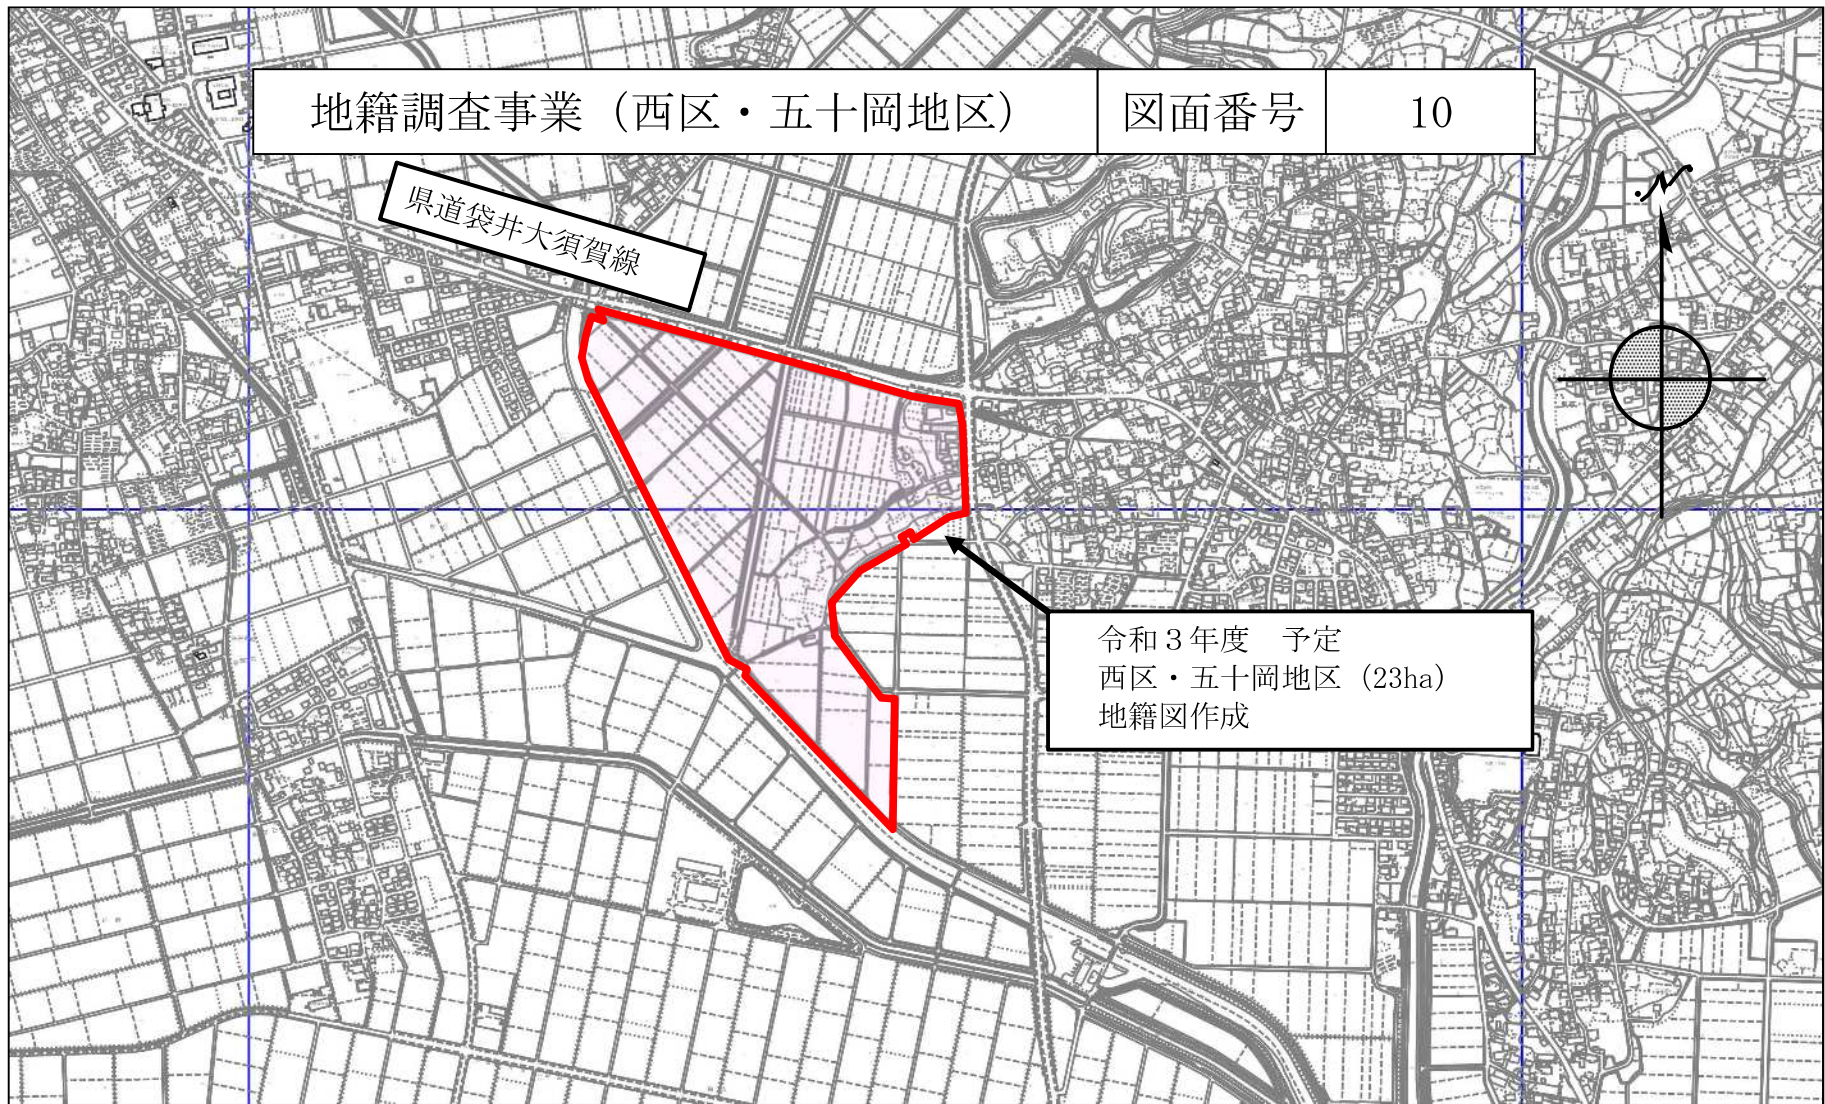 地籍調査事業（西区・五十岡地区）
図面番号
10
県道袋井大須賀線
令和３年度　予定
西区・五十岡地区（23ha）
地籍図作成